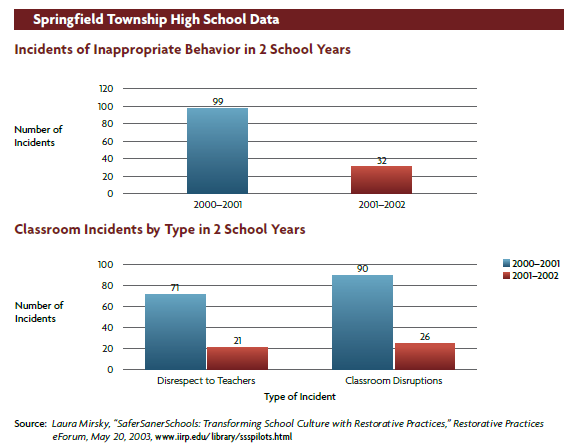 Springfield Township High School Data
Incidents of Inappropriate Behavior in 2 School Years
Number of
Incidents
120
100
80
60
40
20
0
99
32
2000–2001
2001–2002
Classroom Incidents by Type in 2 School Years
Number of
Incidents
100
80
60
40
20
0
71
21
90
26
2000–2001
2001–2002
Disrespect to Teachers
Classroom Disruptions
Type of Incident
Source: Laura Mirsky, “SaferSanerSchools: Transforming School Culture with Restorative Practices,” Restorative Practices
eForum, May 20, 2003, www.iirp.edu/library/ssspilots.html